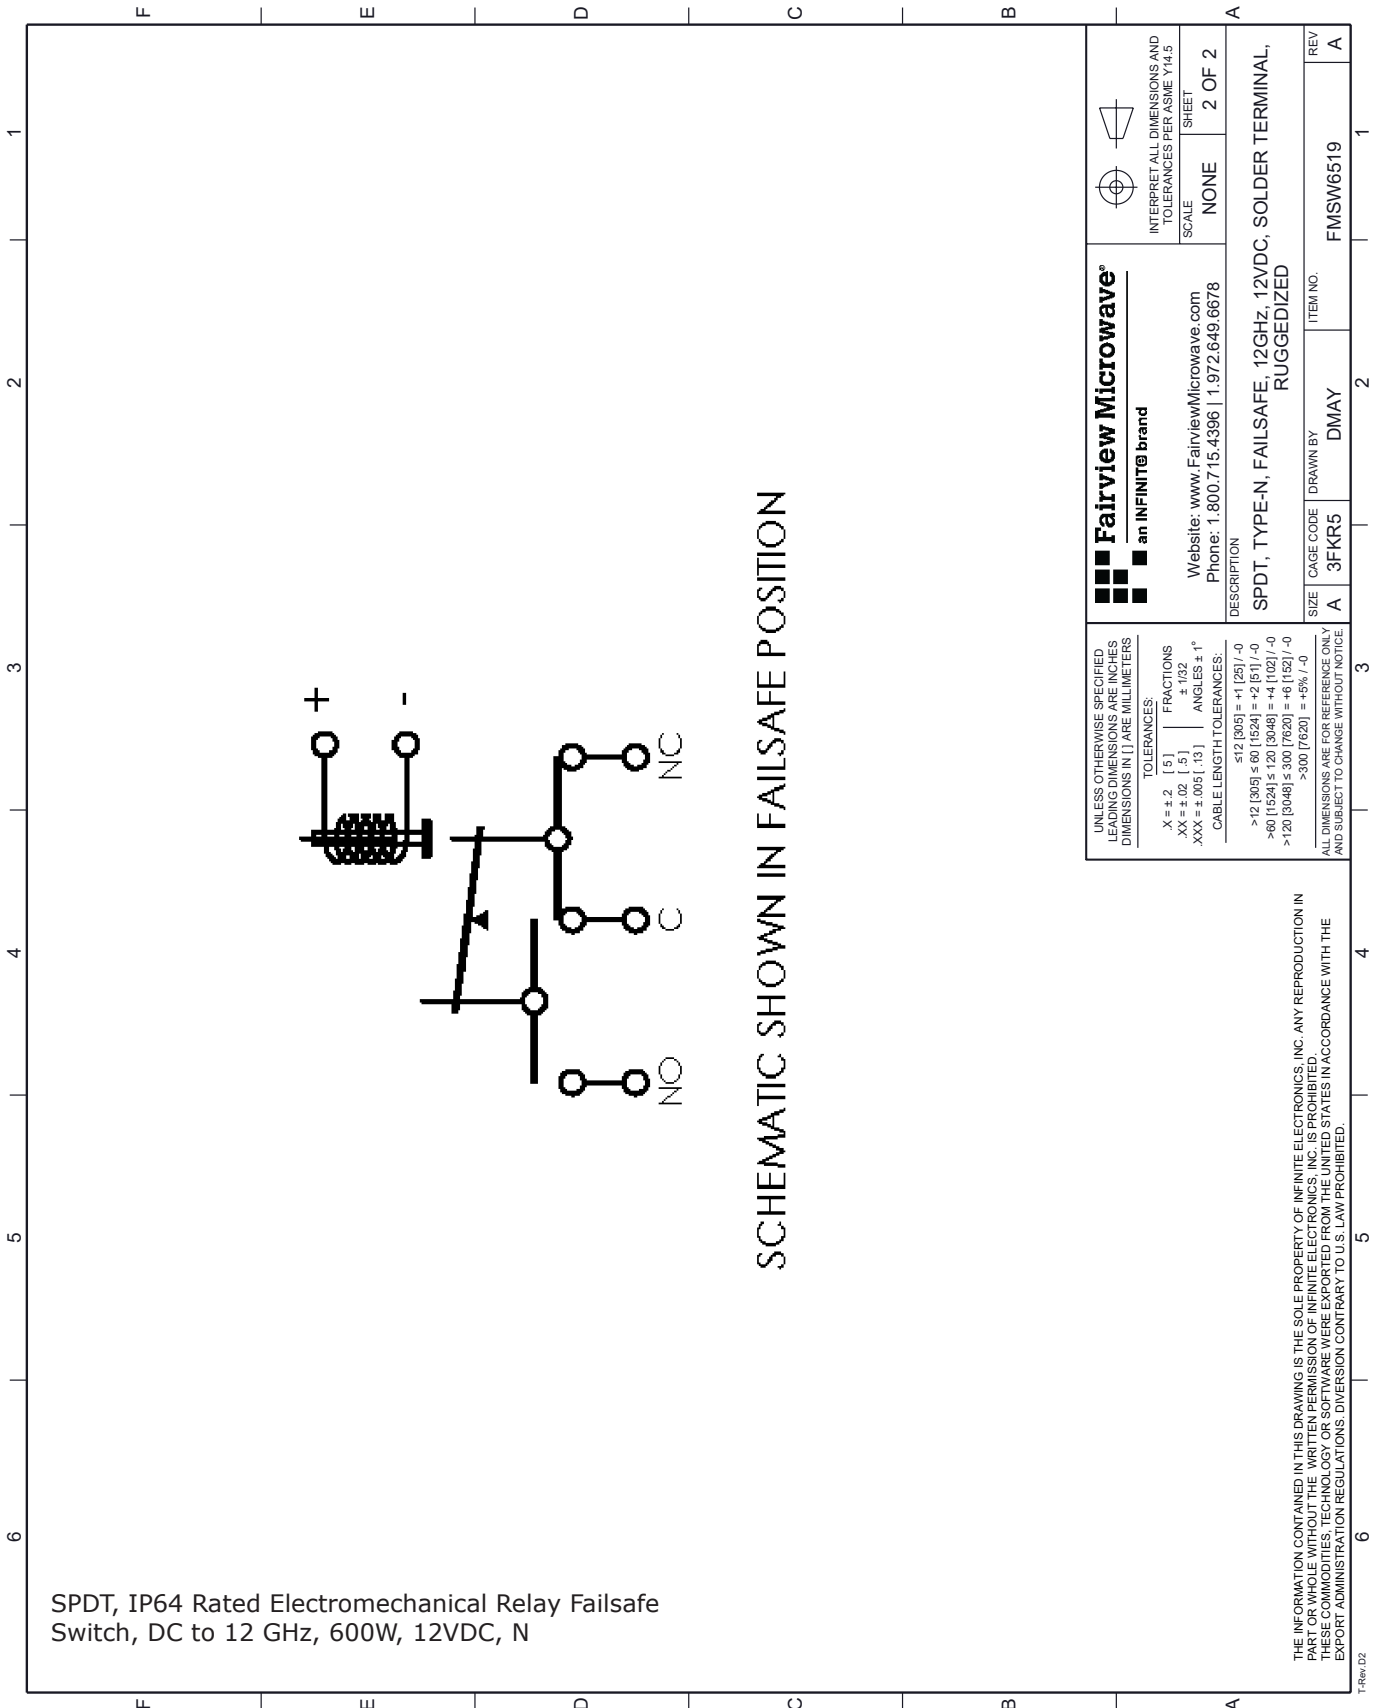 6
5
4
3
2
1
F
E
D
C
B
A
+
-
NO
C
NC
SCHEMATIC SHOWN IN FAILSAFE POSITION
THE INFORMATION CONTAINED IN THIS DRAWING IS THE SOLE PROPERTY OF INFINITE ELECTRONICS, INC. ANY REPRODUCTION IN
PART OR WHOLE WITHOUT THE WRITTEN PERMISSION OF INFINITE ELECTRONICS, INC. IS PROHIBITED.
THESE COMMODITIES, TECHNOLOGY OR SOFTWARE WERE EXPORTED FROM THE UNITED STATES IN ACCORDANCE WITH THE
EXPORT ADMINISTRATION REGULATIONS. DIVERSION CONTRARY TO U.S. LAW PROHIBITED.
UNLESS OTHERWISE SPECIFIED
LEADING DIMENSIONS ARE INCHES
DIMENSIONS IN [ ] ARE MILLIMETERS
TOLERANCES:
.X = ± .2 [ 5 ] FRACTIONS
.XX = ± .02 [ .5 ] ± 1/32
.XXX = ± .005 [ .13 ] ANGLES ± 1°
CABLE LENGTH TOLERANCES:
≤12 [305] = +1 [25] / -0
>12 [305] ≤ 60 [1524] = +2 [51] / -0
>60 [1524] ≤ 120 [3048] = +4 [102] / -0
>120 [3048] ≤ 300 [7620] = +6 [152] / -0
>300 [7620] = +5% / -0
ALL DIMENSIONS ARE FOR REFERENCE ONLY
AND SUBJECT TO CHANGE WITHOUT NOTICE.
Fairview Microwave®
an INFINIT® brand
Website: www.FairviewMicrowave.com
Phone: 1.800.715.4396 | 1.972.649.6678
INTERPRET ALL DIMENSIONS AND
TOLERANCES PER ASME Y14.5
SCALE
NONE
SHEET
2 OF 2
DESCRIPTION
SPDT, TYPE-N, FAILSAFE, 12GHz, 12VDC, SOLDER TERMINAL,
RUGGEDIZED
SIZE
A
CAGE CODE
3FKR5
DRAWN BY
DMAY
ITEM NO.
FMSW6519
REV
A
F
E
D
C
B
A
6
5
4
3
2
1
T-Rev.D2
SPDT, IP64 Rated Electromechanical Relay Failsafe
Switch, DC to 12 GHz, 600W, 12VDC, N